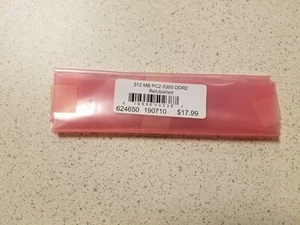 512 MB PC2-5300 DDR2
Refurbished
624650 190710 $17.99